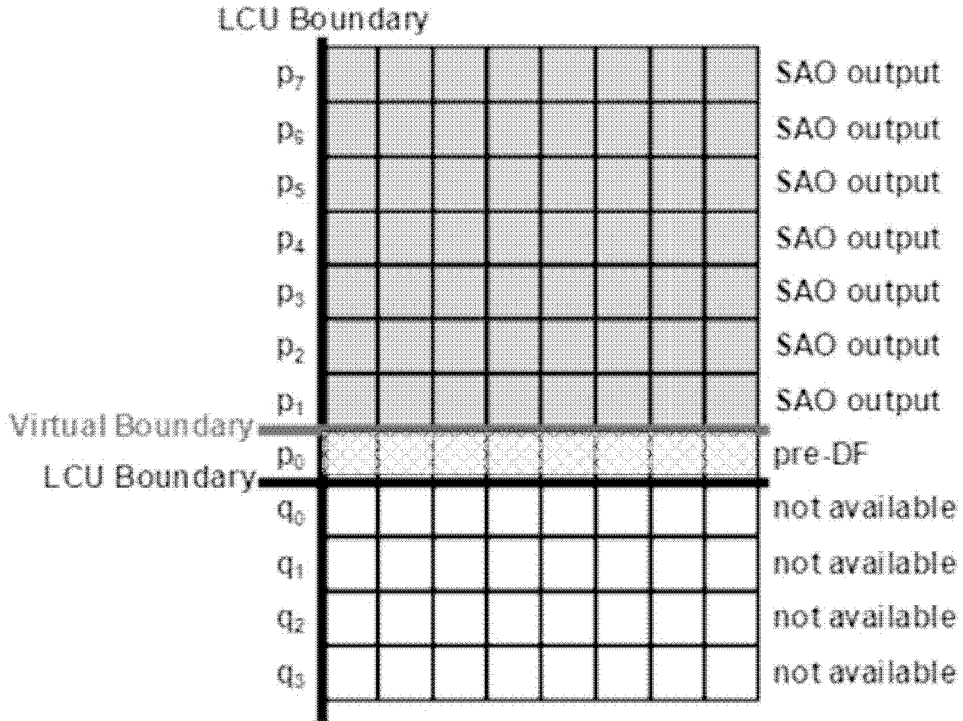 LCU Boundary
p₇ SAO output
p₆ SAO output
p₅ SAO output
p₄ SAO output
p₃ SAO output
p₂ SAO output
p₁ SAO output
Virtual Boundary
p₀ pre-DF
LCU Boundary
q₀ not available
q₁ not available
q₂ not available
q₃ not available